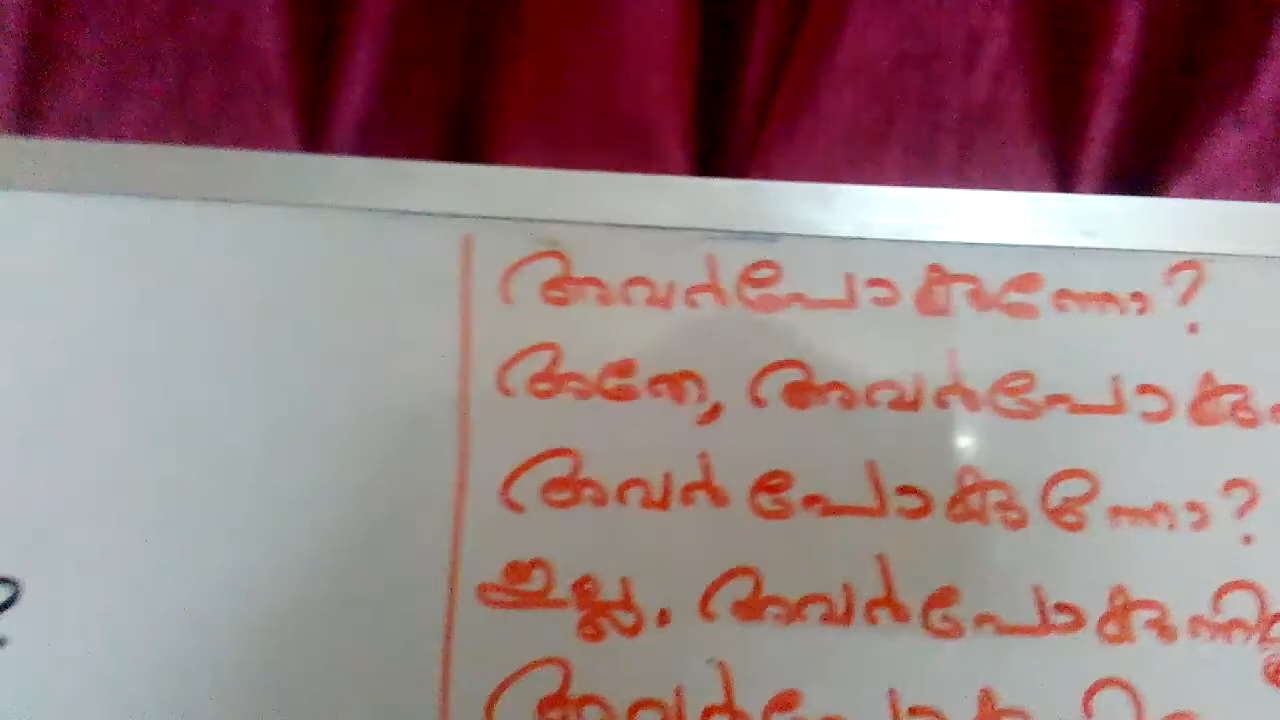 അവർ പോകുന്നോ?
അതേ, അവർ പോകു
അവർ പോകുന്നോ?
ഇല്ല. അവർ പോകുന്നില്ല
?